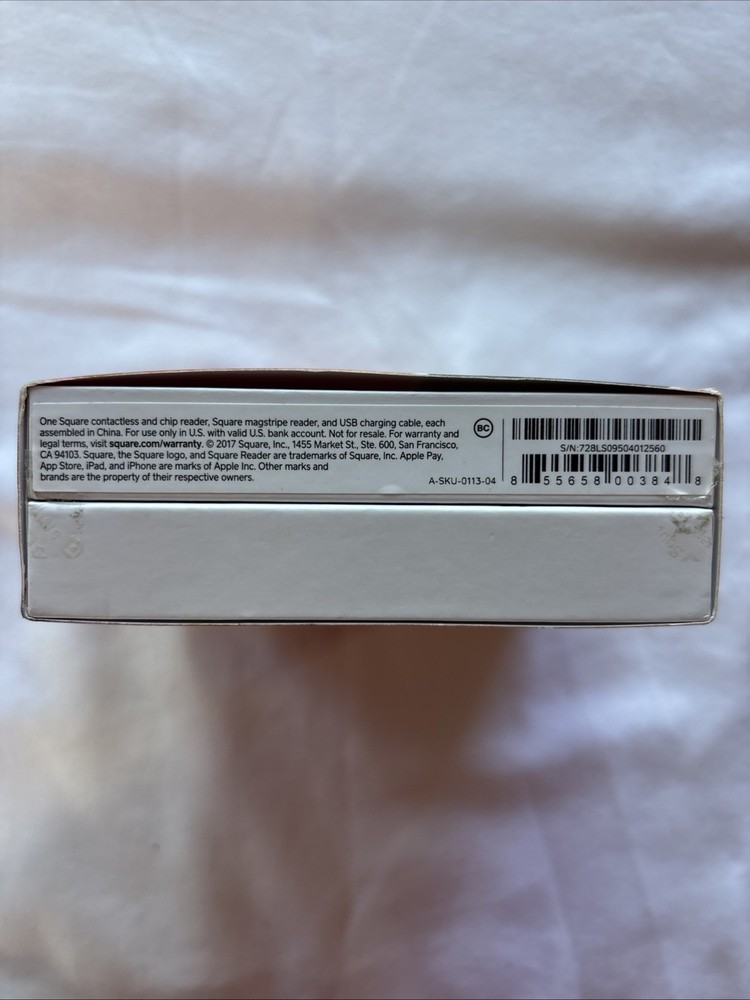 One Square contactless and chip reader, Square magstripe reader, and USB charging cable, each
assembled in China. For use only in U.S. with valid U.S. bank account. Not for resale. For warranty and
legal terms, visit square.com/warranty. © 2017 Square, Inc., 1455 Market St., Ste. 600, San Francisco,
CA 94103. Square, the Square logo, and Square Reader are trademarks of Square, Inc. Apple Pay,
App Store, iPad, and iPhone are marks of Apple Inc. Other marks and
brands are the property of their respective owners.
A-SKU-0113-04
BC
S/N:728LS09504012560
8 55658 00384 8